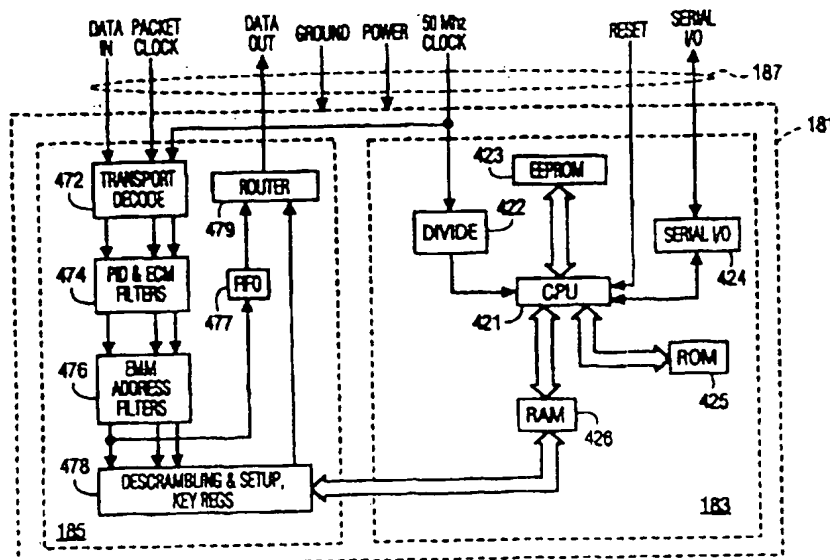 DATA IN
PACKET CLOCK
DATA OUT
GROUND
POWER
50 Mhz CLOCK
RESET
SERIAL I/O
187
181
472
TRANSPORT DECODE
ROUTER
479
423
EEPROM
422
DIVIDE
SERIAL I/O
424
474
PID & ECM FILTERS
FIFO
477
CPU
421
ROM
425
476
EMM ADDRESS FILTERS
RAM
426
478
DESCRAMBLING & SETUP, KEY REGS
185
183